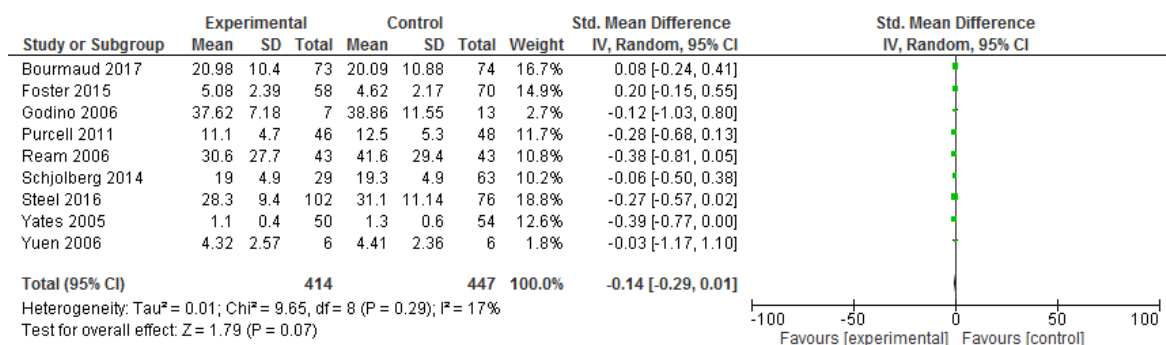 Experimental Control Std. Mean Difference Std. Mean Difference
Study or Subgroup Mean SD Total Mean SD Total Weight IV, Random, 95% CI IV, Random, 95% CI
Bourmaud 2017 20.98 10.4 73 20.09 10.88 74 16.7% 0.08 [-0.24, 0.41]
Foster 2015 5.08 2.39 58 4.62 2.17 70 14.9% 0.20 [-0.15, 0.55]
Godino 2006 37.62 7.18 7 38.86 11.55 13 2.7% -0.12 [-1.03, 0.80]
Purcell 2011 11.1 4.7 46 12.5 5.3 48 11.7% -0.28 [-0.68, 0.13]
Ream 2006 30.6 27.7 43 41.6 29.4 43 10.8% -0.38 [-0.81, 0.05]
Schjolberg 2014 19 4.9 29 19.3 4.9 63 10.2% -0.06 [-0.50, 0.38]
Steel 2016 28.3 9.4 102 31.1 11.14 76 18.8% -0.27 [-0.57, 0.02]
Yates 2005 1.1 0.4 50 1.3 0.6 54 12.6% -0.39 [-0.77, 0.00]
Yuen 2006 4.32 2.57 6 4.41 2.36 6 1.8% -0.03 [-1.17, 1.10]
Total (95% CI) 414 447 100.0% -0.14 [-0.29, 0.01]
Heterogeneity: Tau² = 0.01; Chi² = 9.65, df = 8 (P = 0.29); I² = 17%
Test for overall effect: Z = 1.79 (P = 0.07)
-100 -50 0 50 100
Favours [experimental] Favours [control]